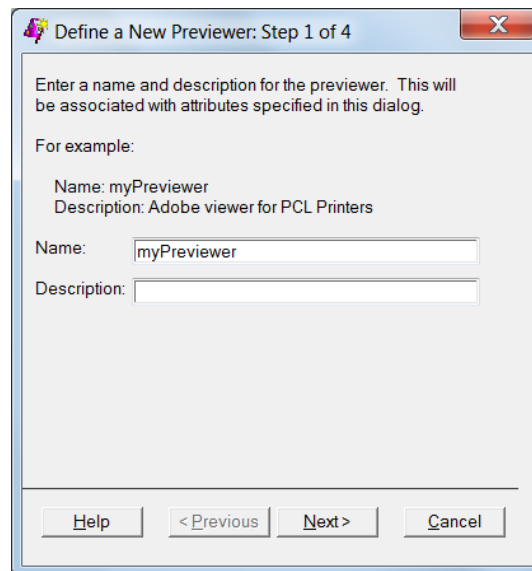 Define a New Previewer: Step 1 of 4
Enter a name and description for the previewer. This will
be associated with attributes specified in this dialog.
For example:
Name: myPreviewer
Description: Adobe viewer for PCL Printers
Name: myPreviewer
Description:
Help < Previous Next > Cancel